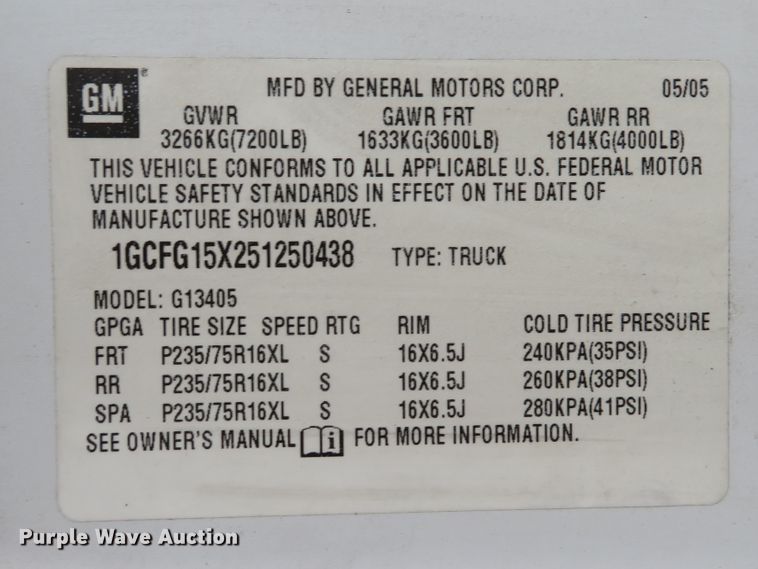 GM ® MFD BY GENERAL MOTORS CORP. 05/05
GVWR GAWR FRT GAWR RR
3266KG(7200LB) 1633KG(3600LB) 1814KG(4000LB)
THIS VEHICLE CONFORMS TO ALL APPLICABLE U.S. FEDERAL MOTOR
VEHICLE SAFETY STANDARDS IN EFFECT ON THE DATE OF
MANUFACTURE SHOWN ABOVE.
1GCFG15X251250438 TYPE: TRUCK
MODEL: G13405
GPGA TIRE SIZE SPEED RTG RIM COLD TIRE PRESSURE
FRT P235/75R16XL S 16X6.5J 240KPA(35PSI)
RR P235/75R16XL S 16X6.5J 260KPA(38PSI)
SPA P235/75R16XL S 16X6.5J 280KPA(41PSI)
SEE OWNER'S MANUAL i FOR MORE INFORMATION.
Purple Wave Auction